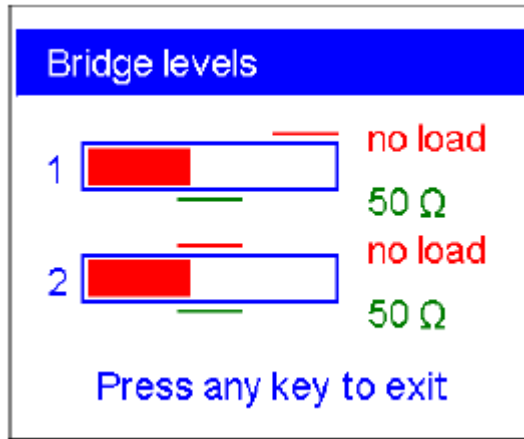 Bridge levels
no load
1
50 Ω
no load
2
50 Ω
Press any key to exit